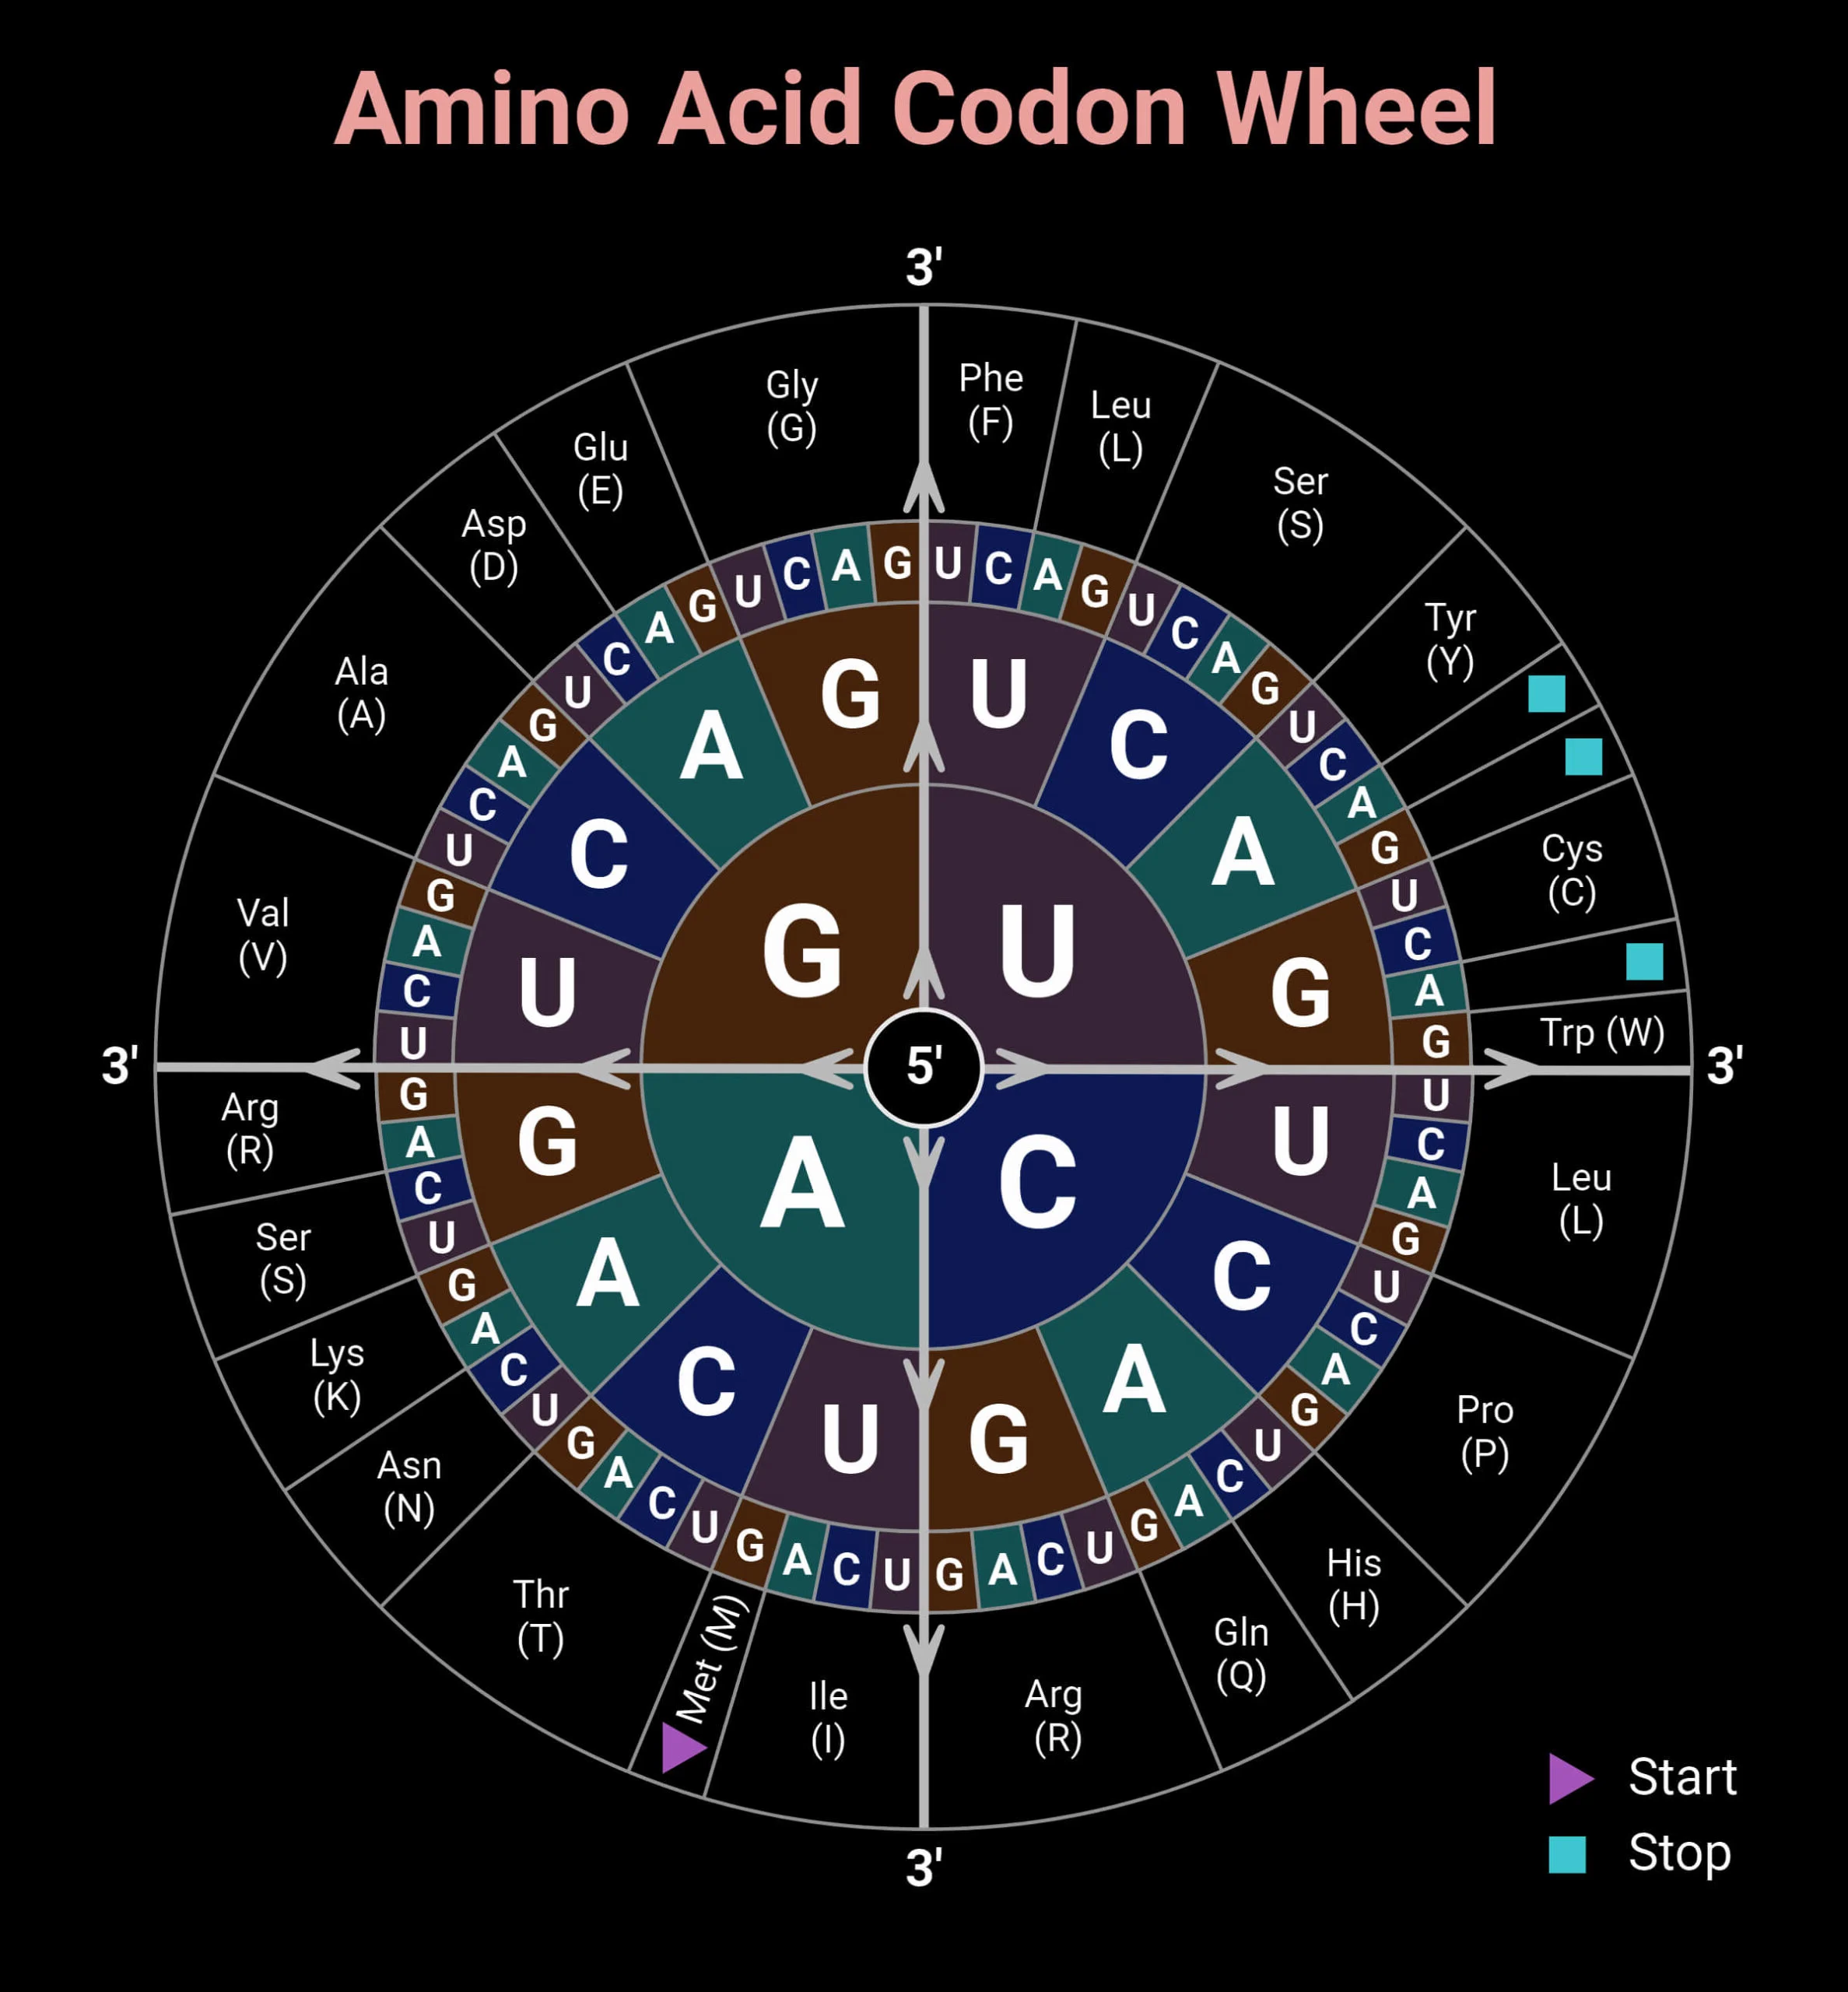 Amino Acid Codon Wheel
3'
Gly
(G)
Phe
(F)
Leu
(L)
Ser
(S)
Tyr
(Y)
Cys
(C)
Trp (W)
3'
Leu
(L)
Pro
(P)
His
(H)
Gln
(Q)
Arg
(R)
3'
Ile
(I)
Met (M)
Thr
(T)
Asn
(N)
Lys
(K)
Ser
(S)
Arg
(R)
3'
Val
(V)
Ala
(A)
Asp
(D)
Glu
(E)
U C A G U C A G U C A G U C A G
U C A G U C A G U C A G U C A G
G A C U G A C U G A C U G A C U
G A C U G A C U G A C U G A C U
U C A G
U C A G
G A C U
G A C U
G U
5'
A C
Start
Stop